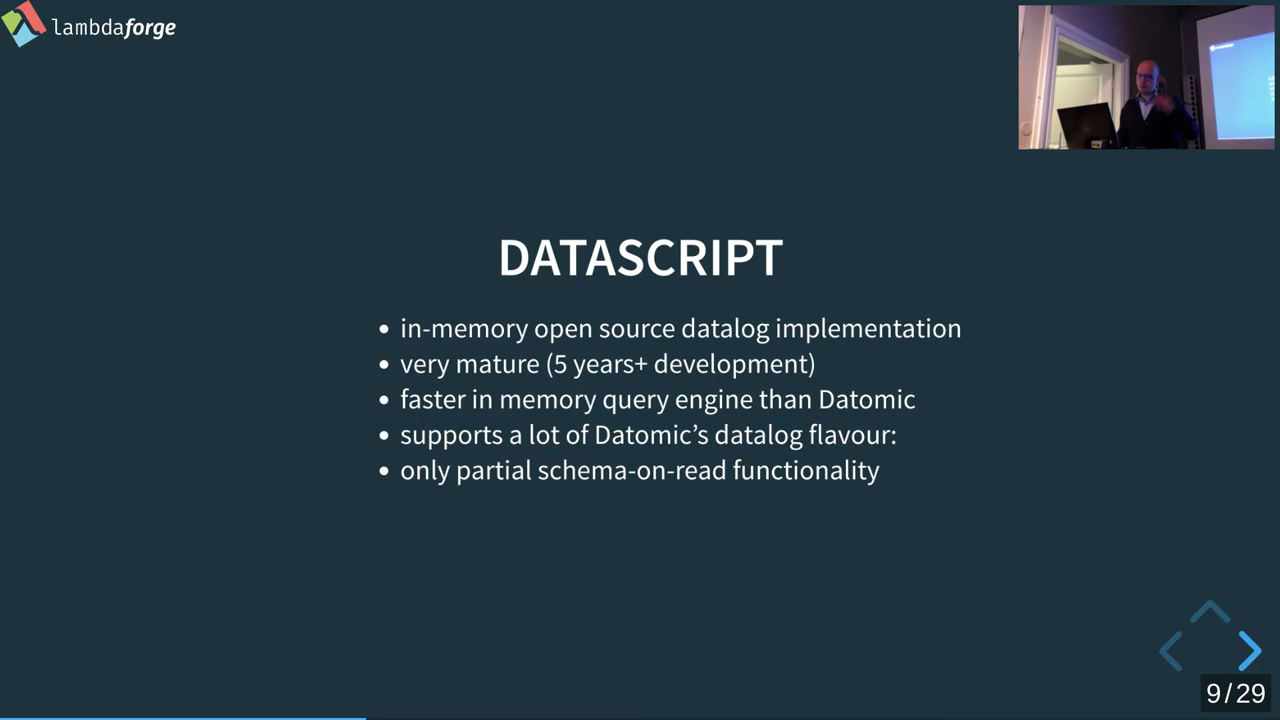 lambdaforge
DATASCRIPT
in-memory open source datalog implementation
very mature (5 years+ development)
faster in memory query engine than Datomic
supports a lot of Datomic’s datalog flavour:
only partial schema-on-read functionality
9/29